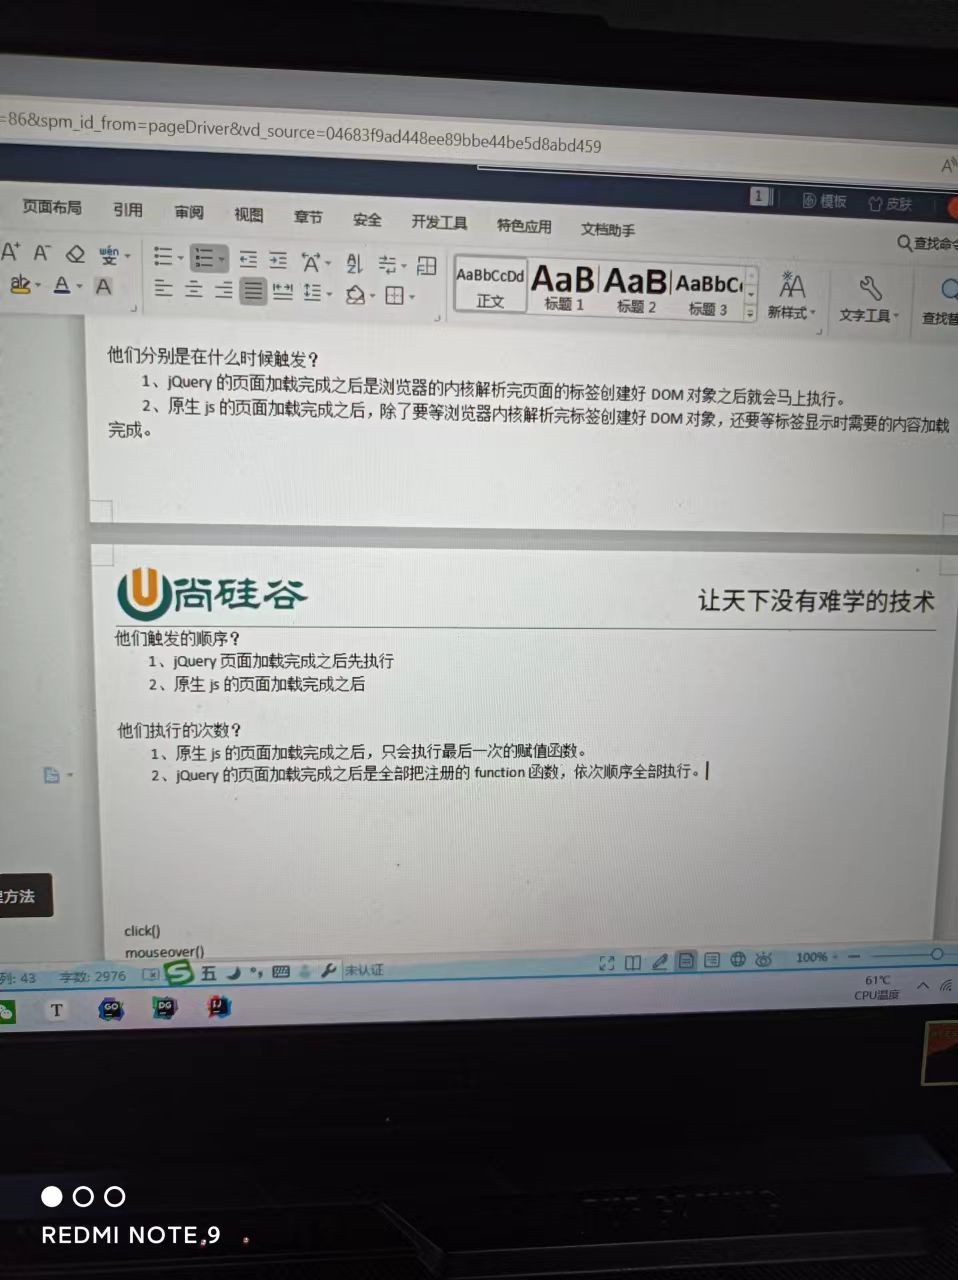 =86&spm_id_from=pageDriver&vd_source=04683f9ad448ee89bbe44be5d8abd459
1 模板 皮肤
页面布局 引用 审阅 视图 章节 安全 开发工具 特色应用 文档助手
查找命令
A+ A- wén 文
AaBbCcDd AaB AaB AaBbC
正文 标题 1 标题 2 标题 3 新样式 文字工具 查找替
他们分别是在什么时候触发？
1、jQuery 的页面加载完成之后是浏览器的内核解析完页面的标签创建好 DOM 对象之后就会马上执行。
2、原生 js 的页面加载完成之后，除了要等浏览器内核解析完标签创建好 DOM 对象，还要等标签显示时需要的内容加载
完成。
尚硅谷 让天下没有难学的技术
他们触发的顺序？
1、jQuery 页面加载完成之后先执行
2、原生 js 的页面加载完成之后
他们执行的次数？
1、原生 js 的页面加载完成之后，只会执行最后一次的赋值函数。
2、jQuery 的页面加载完成之后是全部把注册的 function 函数，依次顺序全部执行。
方法
click()
mouseover()
列: 43 字数: 2976 五 未认证 100%
T GO DG IJ 61℃
CPU温度
REDMI NOTE 9